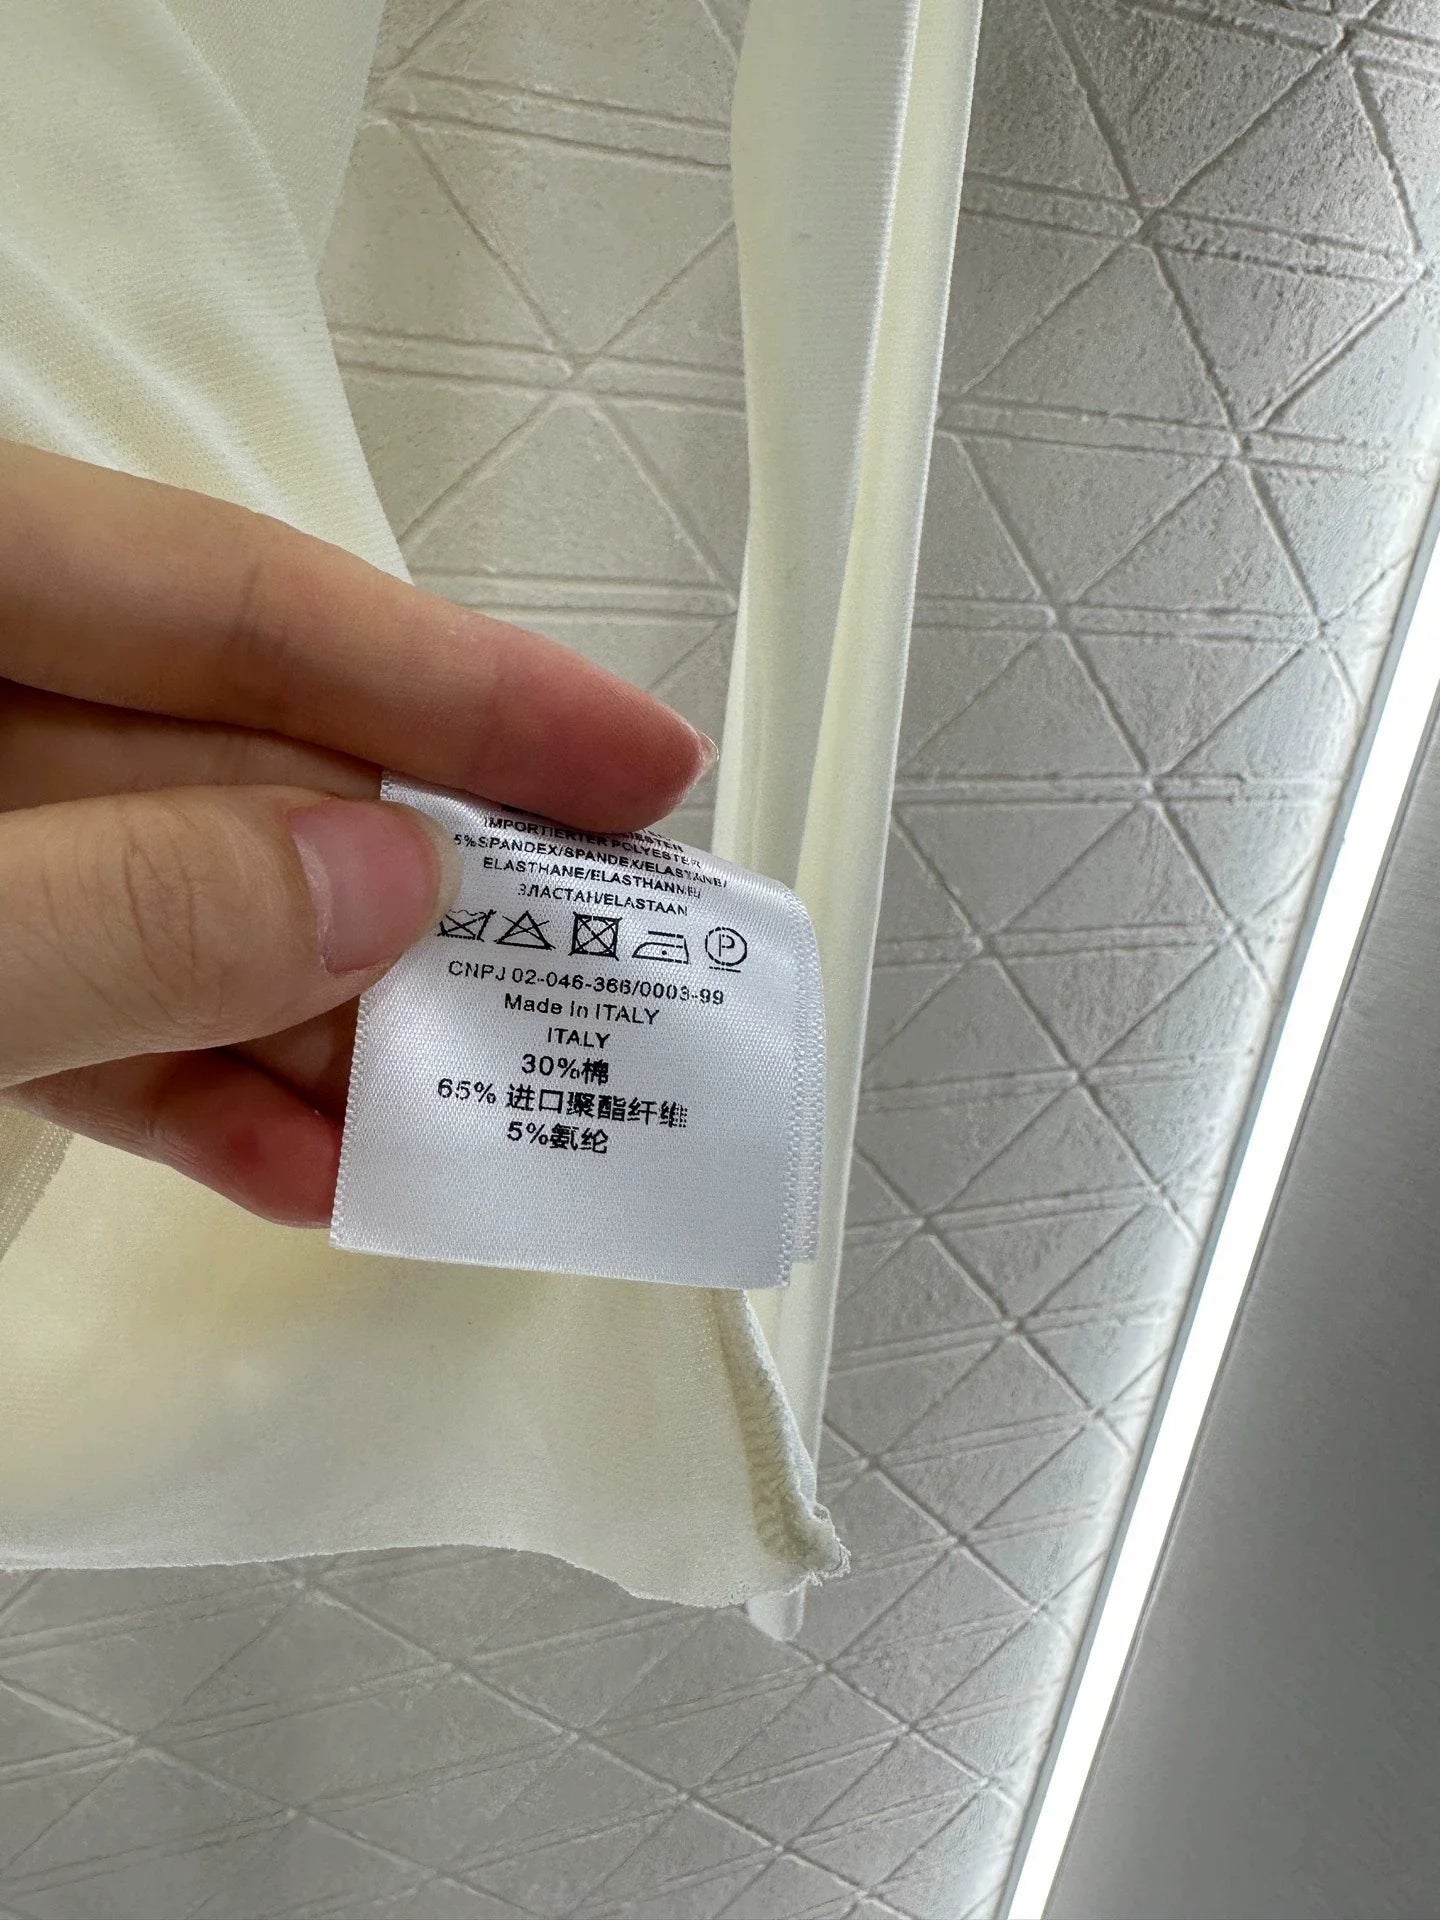 IMPORTIERTER POLYESTER
5%SPANDEX/SPANDEX/ELASTANE/
ELASTHANE/ELASTHANNE/
ЭЛАСТАН/ELASTAAN
P
CNPJ 02-046-366/0003-99
Made In ITALY
ITALY
30%棉
65% 进口聚酯纤维
5%氨纶